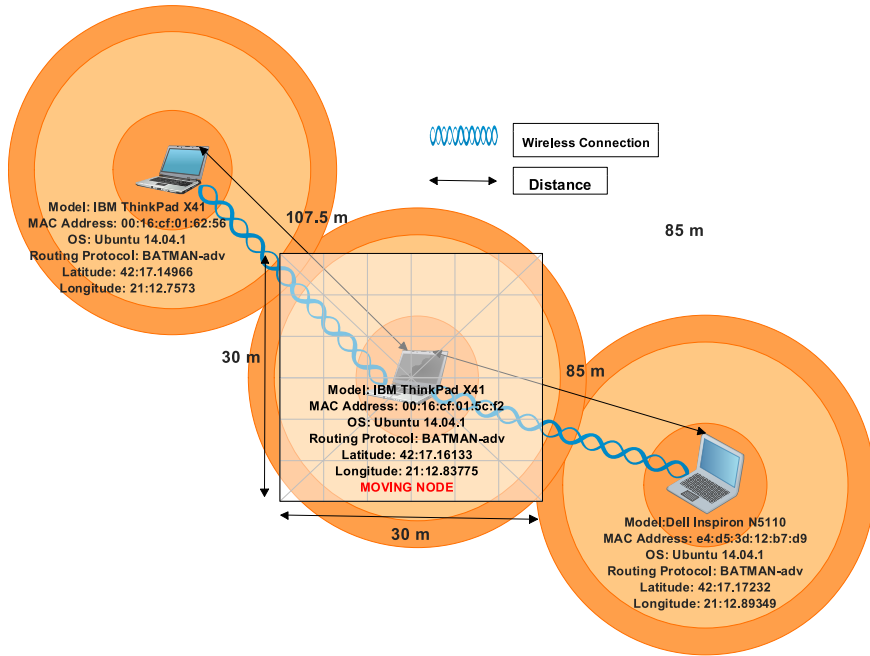 Wireless Connection
Distance
Model: IBM ThinkPad X41
MAC Address: 00:16:cf:01:62:56
OS: Ubuntu 14.04.1
Routing Protocol: BATMAN-adv
Latitude: 42:17.14966
Longitude: 21:12.7573
107.5 m
85 m
30 m
85 m
Model: IBM ThinkPad X41
MAC Address: 00:16:cf:01:5c:f2
OS: Ubuntu 14.04.1
Routing Protocol: BATMAN-adv
Latitude: 42:17.16133
Longitude: 21:12.83775
MOVING NODE
30 m
Model:Dell Inspiron N5110
MAC Address: e4:d5:3d:12:b7:d9
OS: Ubuntu 14.04.1
Routing Protocol: BATMAN-adv
Latitude: 42:17.17232
Longitude: 21:12.89349